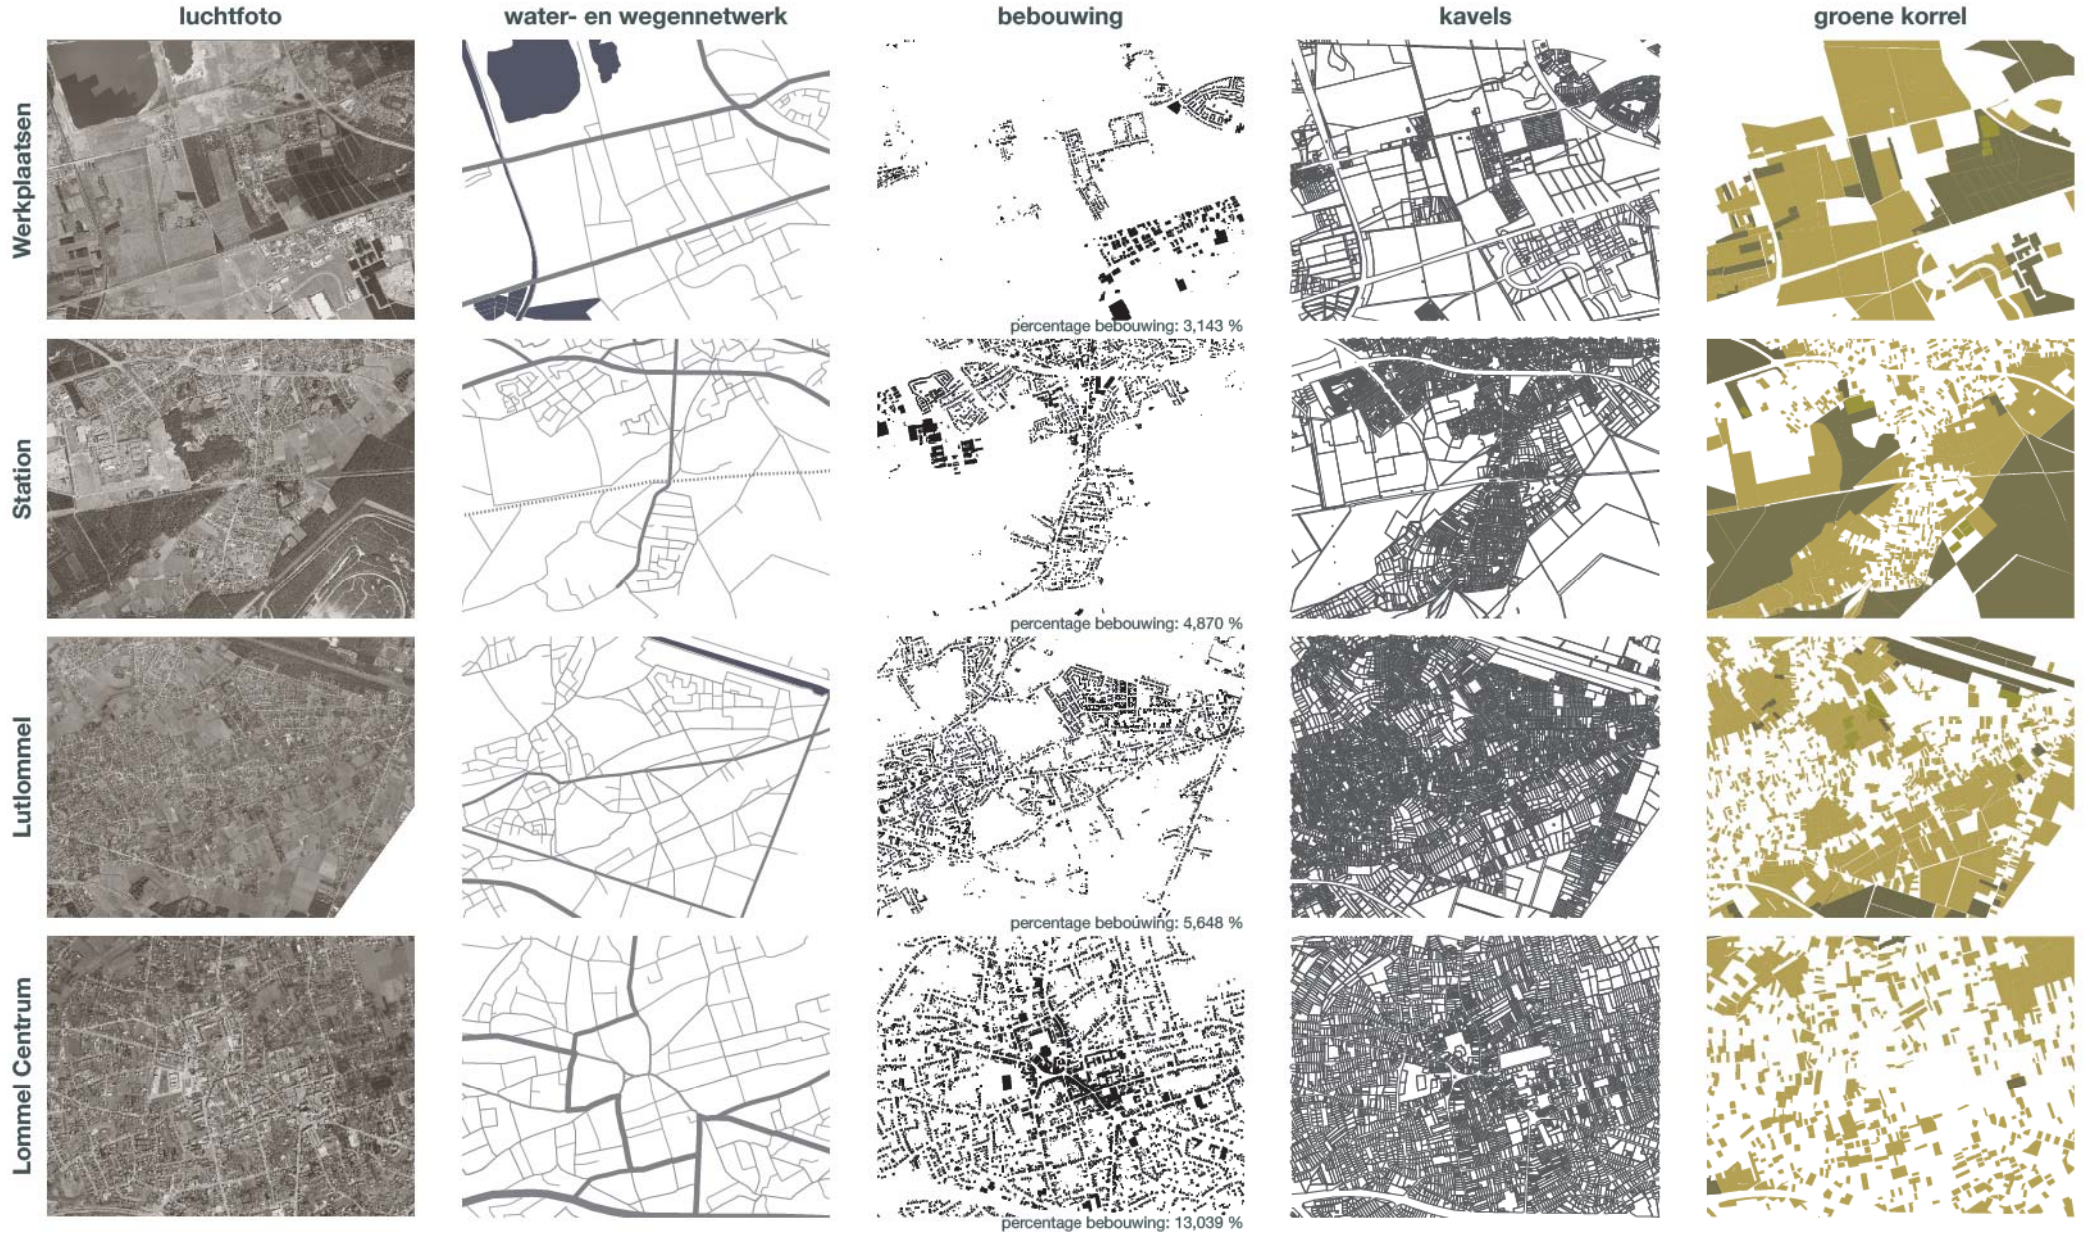 luchtfoto
water- en wegennetwerk
bebouwing
kavels
groene korrel
Werkplaatsen
percentage bebouwing: 3,143 %
Station
percentage bebouwing: 4,870 %
Lutlommel
percentage bebouwing: 5,648 %
Lommel Centrum
percentage bebouwing: 13,039 %